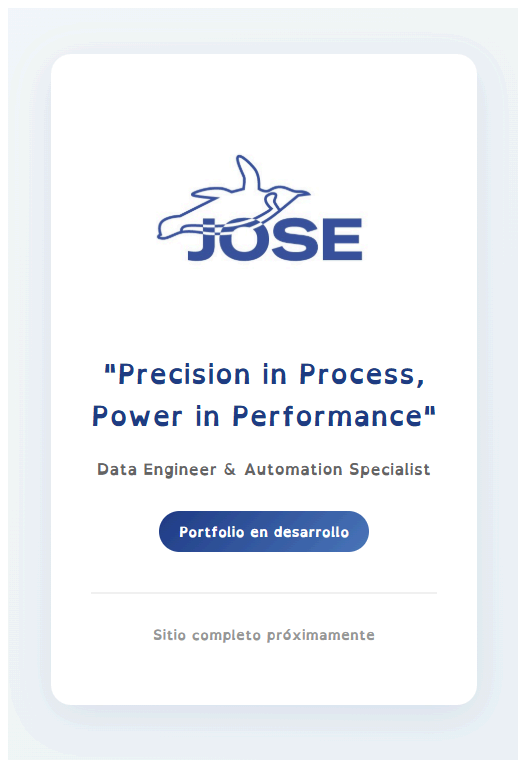 JOSE
"Precision in Process,
Power in Performance"
Data Engineer & Automation Specialist
Portfolio en desarrollo
Sitio completo próximamente